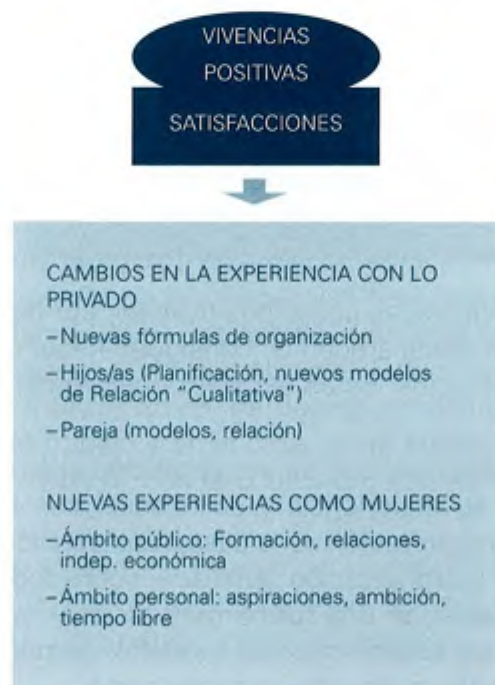 VIVENCIAS
POSITIVAS
SATISFACCIONES
CAMBIOS EN LA EXPERIENCIA CON LO
PRIVADO
–Nuevas fórmulas de organización
–Hijos/as (Planificación, nuevos modelos
de Relación "Cualitativa")
–Pareja (modelos, relación)
NUEVAS EXPERIENCIAS COMO MUJERES
–Ámbito público: Formación, relaciones,
indep. económica
–Ámbito personal: aspiraciones, ambición,
tiempo libre